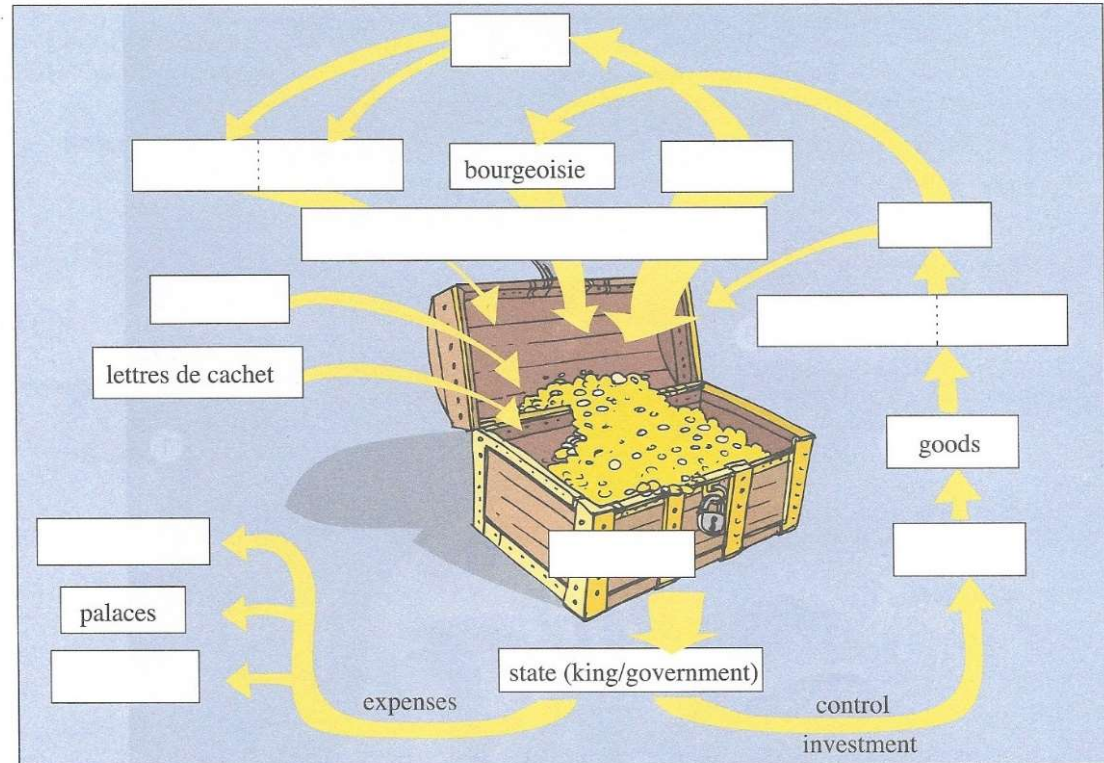 bourgeoisie
lettres de cachet
goods
palaces
state (king/government)
expenses
control
investment